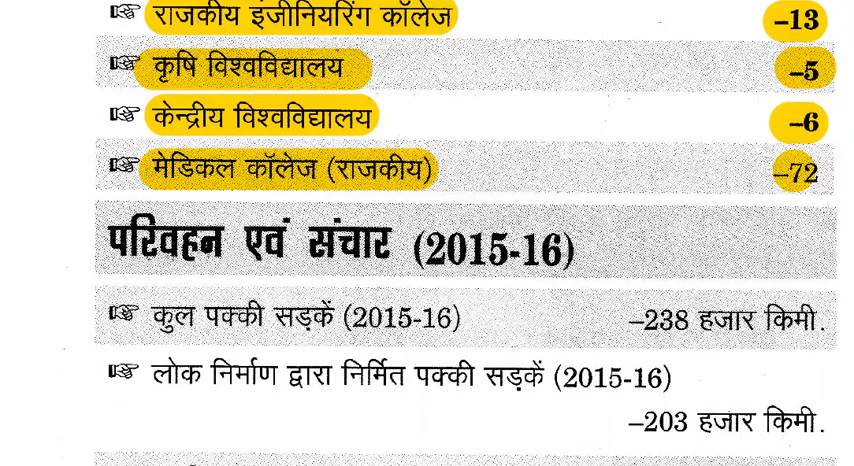 ☞ राजकीय इंजीनियरिंग कॉलेज –13
☞ कृषि विश्वविद्यालय –5
☞ केन्द्रीय विश्वविद्यालय –6
☞ मेडिकल कॉलेज (राजकीय) –72
परिवहन एवं संचार (2015-16)
☞ कुल पक्की सड़कें (2015-16) –238 हजार किमी.
☞ लोक निर्माण द्वारा निर्मित पक्की सड़कें (2015-16)
–203 हजार किमी.